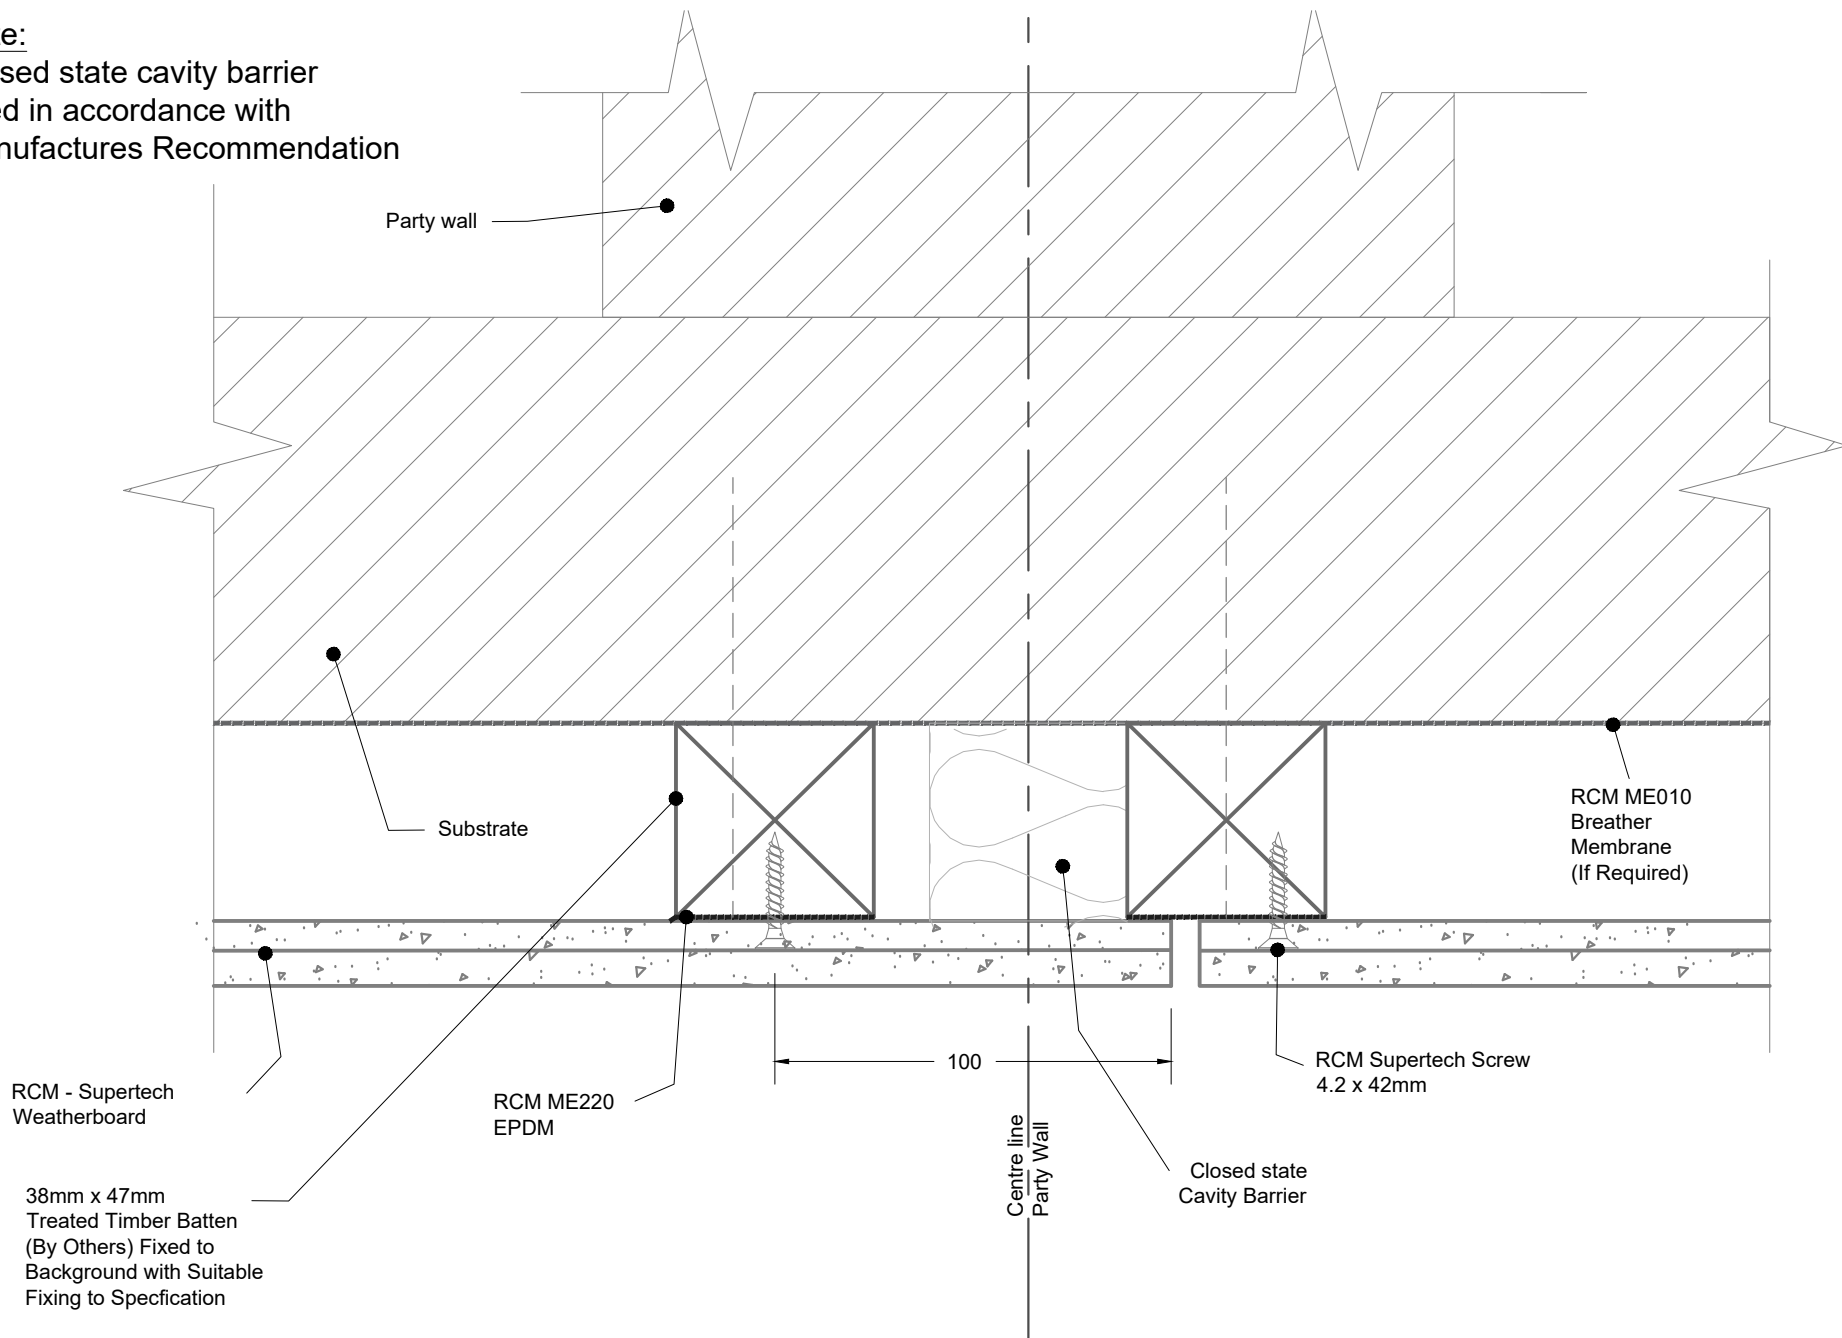 e:
sed state cavity barrier
ed in accordance with
nufactures Recommendation
Party wall
Substrate
RCM ME010
Breather
Membrane
(If Required)
100
RCM Supertech Screw
4.2 x 42mm
RCM - Supertech
Weatherboard
RCM ME220
EPDM
Centre line
Party Wall
Closed state
Cavity Barrier
38mm x 47mm
Treated Timber Batten
(By Others) Fixed to
Background with Suitable
Fixing to Specfication